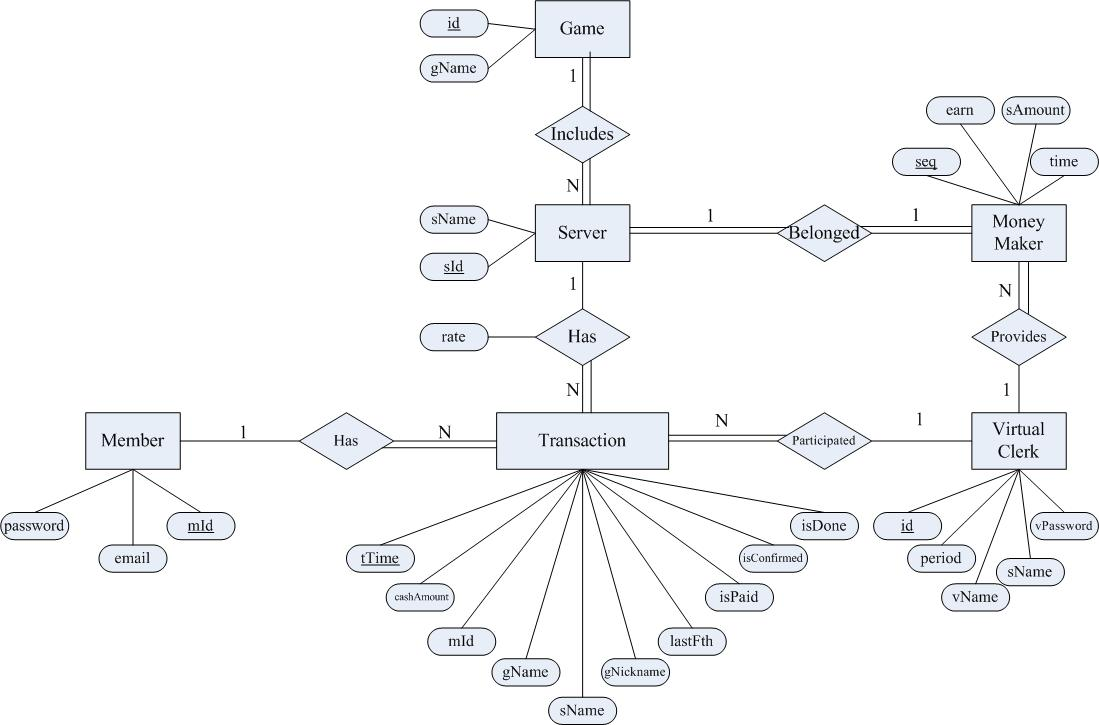 id
Game
gName
1
earn
sAmount
Includes
seq
time
N
sName
Server
1
Belonged
1
Money
Maker
sId
1
N
rate
Has
Provides
N
1
Member
1
Has
N
Transaction
N
Participated
1
Virtual
Clerk
password
mId
isDone
id
vPassword
email
tTime
isConfirmed
period
sName
cashAmount
isPaid
vName
mId
lastFth
gName
gNickname
sName